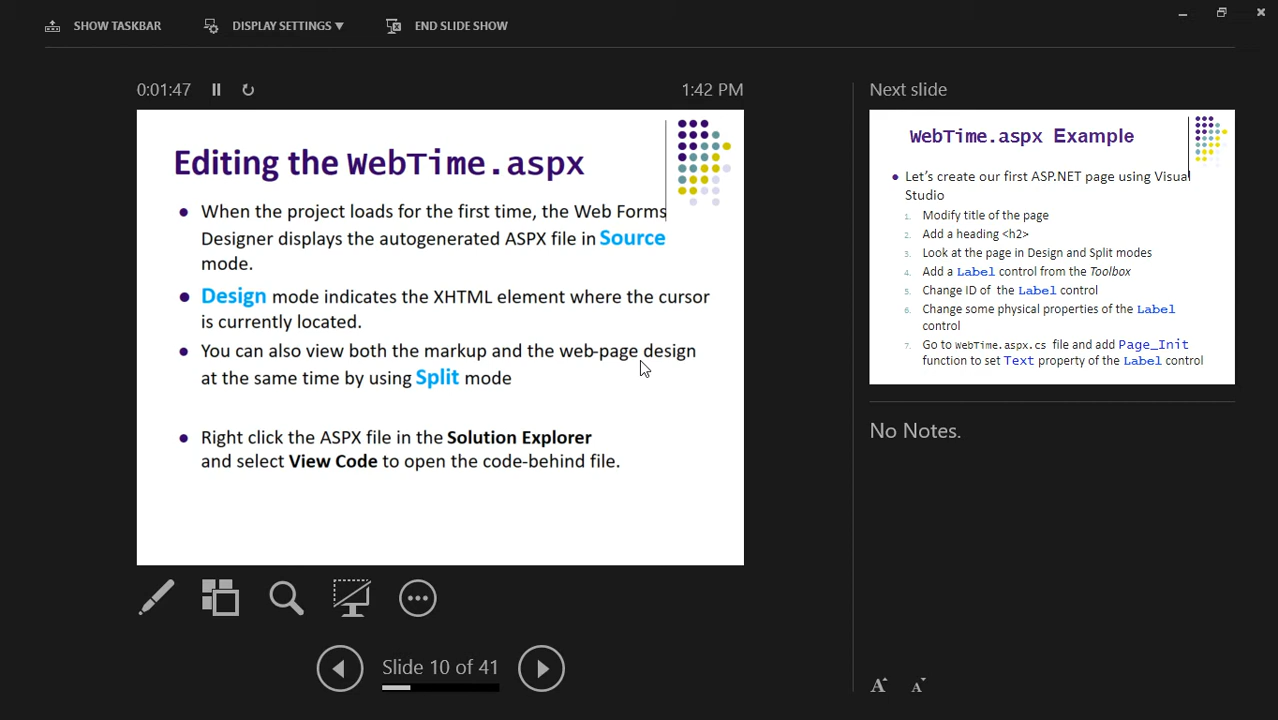 SHOW TASKBAR DISPLAY SETTINGS ▼ END SLIDE SHOW
0:01:47 1:42 PM
Editing the WebTime.aspx
• When the project loads for the first time, the Web Forms
Designer displays the autogenerated ASPX file in Source
mode.
• Design mode indicates the XHTML element where the cursor
is currently located.
• You can also view both the markup and the web-page design
at the same time by using Split mode
• Right click the ASPX file in the Solution Explorer
and select View Code to open the code-behind file.
Slide 10 of 41
Next slide
WebTime.aspx Example
• Let's create our first ASP.NET page using Visual
Studio
1. Modify title of the page
2. Add a heading <h2>
3. Look at the page in Design and Split modes
4. Add a Label control from the Toolbox
5. Change ID of the Label control
6. Change some physical properties of the Label
control
7. Go to WebTime.aspx.cs file and add Page_Init
function to set Text property of the Label control
No Notes.
A A